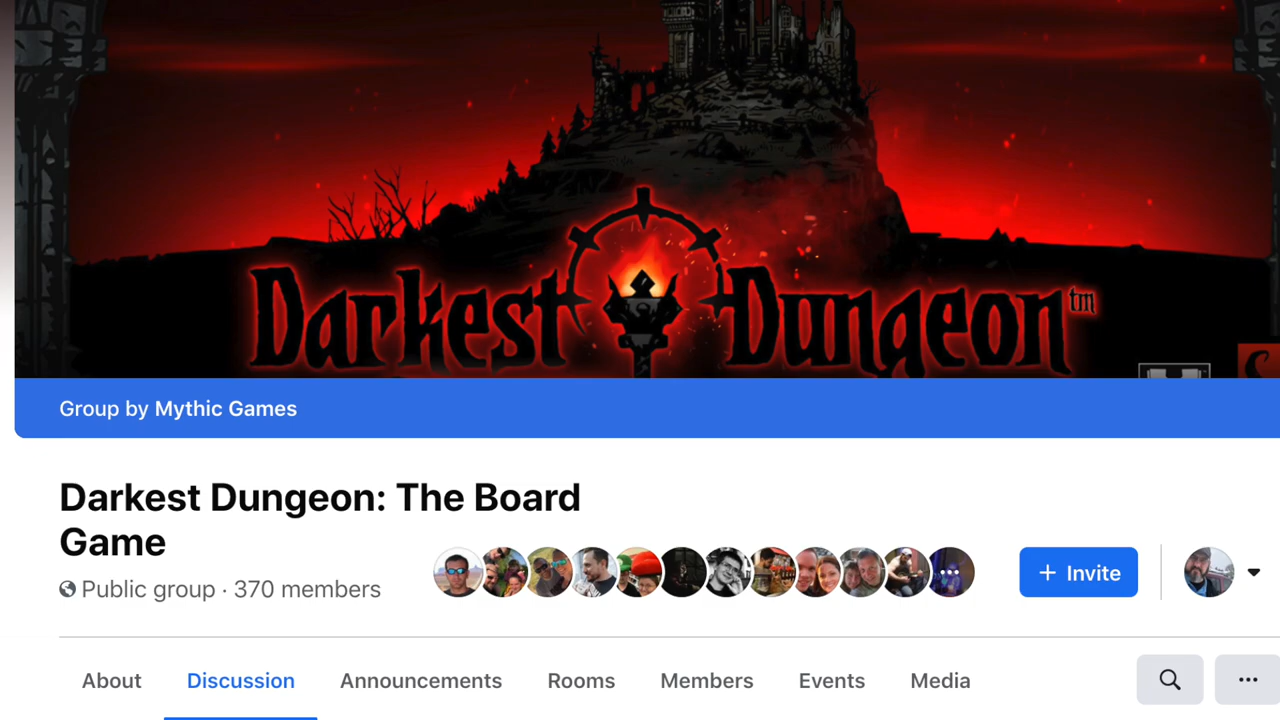 Darkest Dungeon™
Group by Mythic Games
Darkest Dungeon: The Board
Game
Public group · 370 members
+ Invite
About
Discussion
Announcements
Rooms
Members
Events
Media